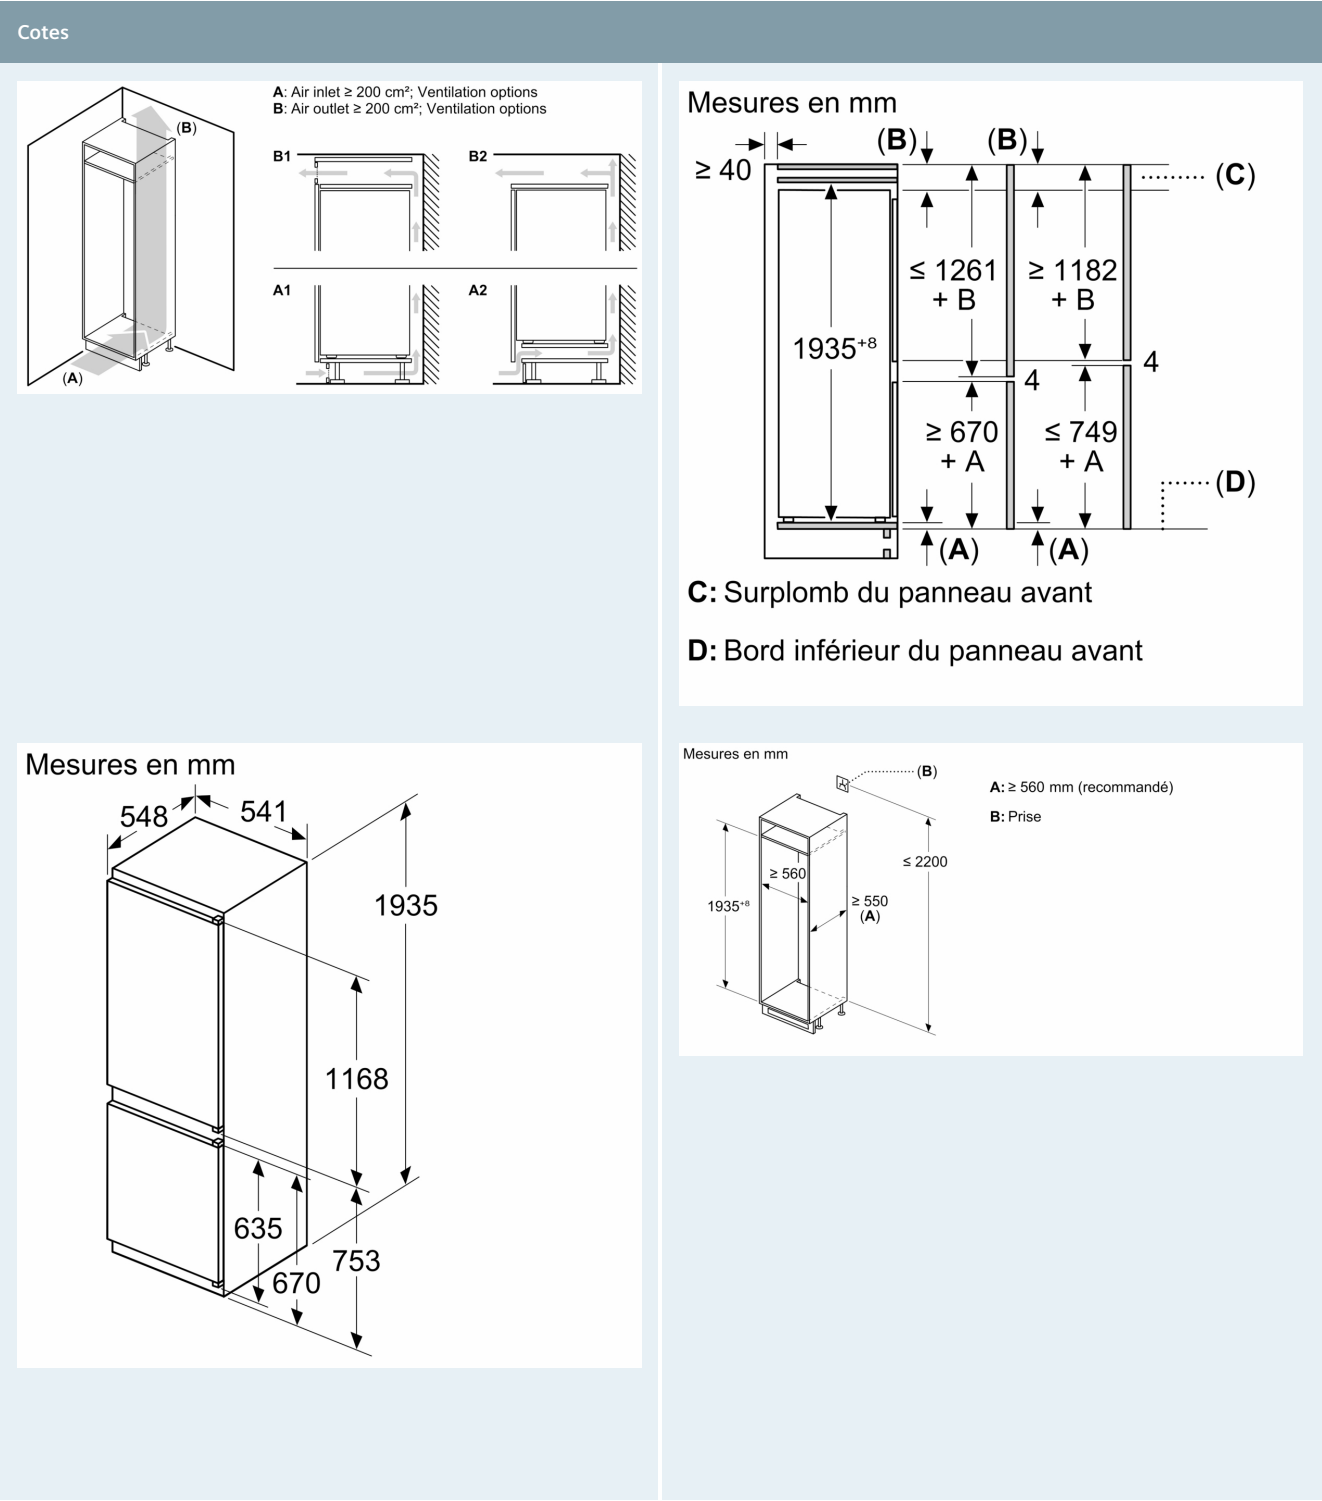 Cotes
A: Air inlet ≥ 200 cm²; Ventilation options
B: Air outlet ≥ 200 cm²; Ventilation options
(B)
B1
B2
A1
A2
(A)
Mesures en mm
(B)
(B)
≥ 40
(C)
≤ 1261
+ B
≥ 1182
+ B
1935+8
4
4
≥ 670
+ A
≤ 749
+ A
(D)
(A)
(A)
C: Surplomb du panneau avant
D: Bord inférieur du panneau avant
Mesures en mm
548
541
1935
1168
635
670
753
Mesures en mm
(B)
A: ≥ 560 mm (recommandé)
B: Prise
≤ 2200
≥ 560
1935+8
≥ 550
(A)